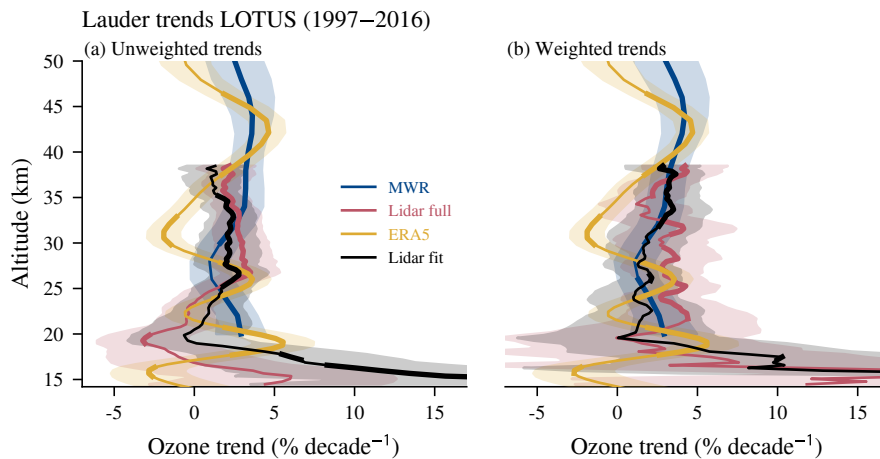 Lauder trends LOTUS (1997−2016)
(a) Unweighted trends
(b) Weighted trends
50
45
40
35
30
25
20
15
Altitude (km)
MWR
Lidar full
ERA5
Lidar fit
-5 0 5 10 15
-5 0 5 10 15
Ozone trend (% decade⁻¹)
Ozone trend (% decade⁻¹)